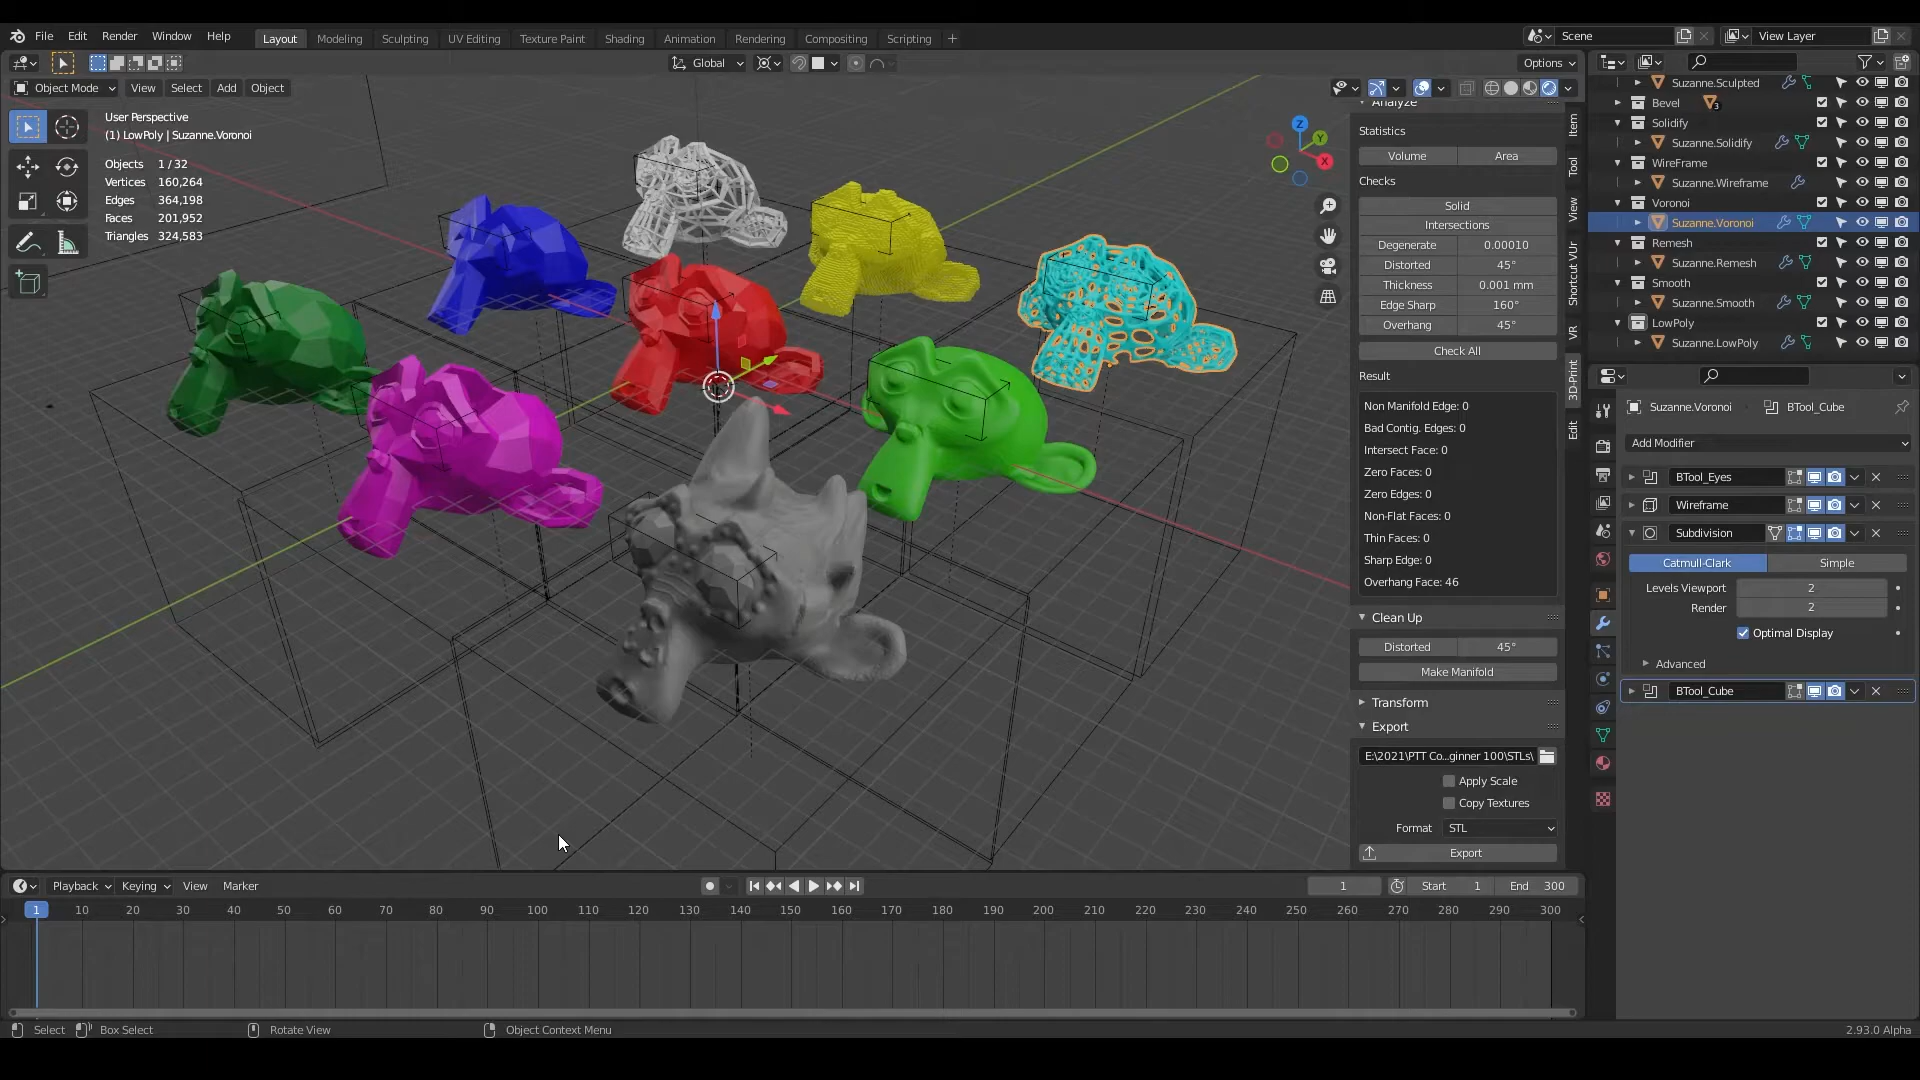 File Edit Render Window Help Layout Modeling Sculpting UV Editing Texture Paint Shading Animation Rendering Compositing Scripting + Scene View Layer
Global Options
Object Mode View Select Add Object
User Perspective
(1) LowPoly | Suzanne.Voronoi
Objects 1 / 32
Vertices 160,264
Edges 364,198
Faces 201,952
Triangles 324,583
Z
Y
X
Analyze
Statistics
Volume Area
Checks
Solid
Intersections
Degenerate 0.00010
Distorted 45°
Thickness 0.001 mm
Edge Sharp 160°
Overhang 45°
Check All
Result
Non Manifold Edge: 0
Bad Contig. Edges: 0
Intersect Face: 0
Zero Faces: 0
Zero Edges: 0
Non-Flat Faces: 0
Thin Faces: 0
Sharp Edge: 0
Overhang Face: 46
Clean Up
Distorted 45°
Make Manifold
Transform
Export
E:\2021\PTT Co...ginner 100\STLs\
Apply Scale
Copy Textures
Format STL
Export
Item
Tool
View
Shortcut VUr
VR
3D-Print
Edit
Suzanne.Sculpted
Bevel 3
Solidify
Suzanne.Solidify
WireFrame
Suzanne.Wireframe
Voronoi
Suzanne.Voronoi
Remesh
Suzanne.Remesh
Smooth
Suzanne.Smooth
LowPoly
Suzanne.LowPoly
Suzanne.Voronoi BTool_Cube
Add Modifier
BTool_Eyes
Wireframe
Subdivision
Catmull-Clark Simple
Levels Viewport 2
Render 2
Optimal Display
Advanced
BTool_Cube
Playback Keying View Marker 1 Start 1 End 300
1 10 20 30 40 50 60 70 80 90 100 110 120 130 140 150 160 170 180 190 200 210 220 230 240 250 260 270 280 290 300
Select Box Select Rotate View Object Context Menu 2.93.0 Alpha